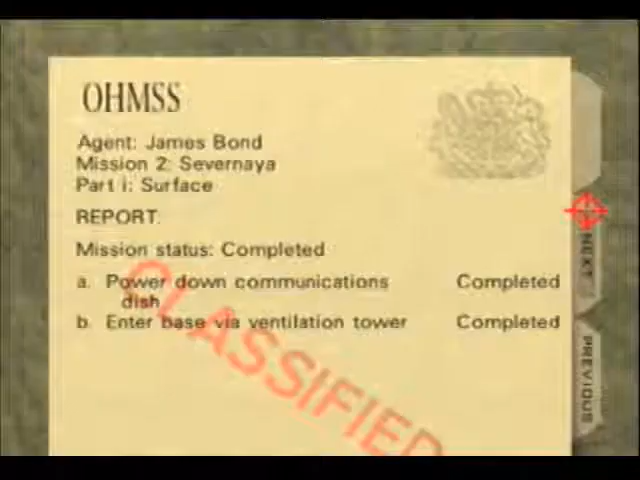 OHMSS
Agent: James Bond
Mission 2: Severnaya
Part i: Surface
REPORT:
Mission status: Completed
a. Power down communications dish Completed
b. Enter base via ventilation tower Completed
CLASSIFIED
NEXT
PREVIOUS